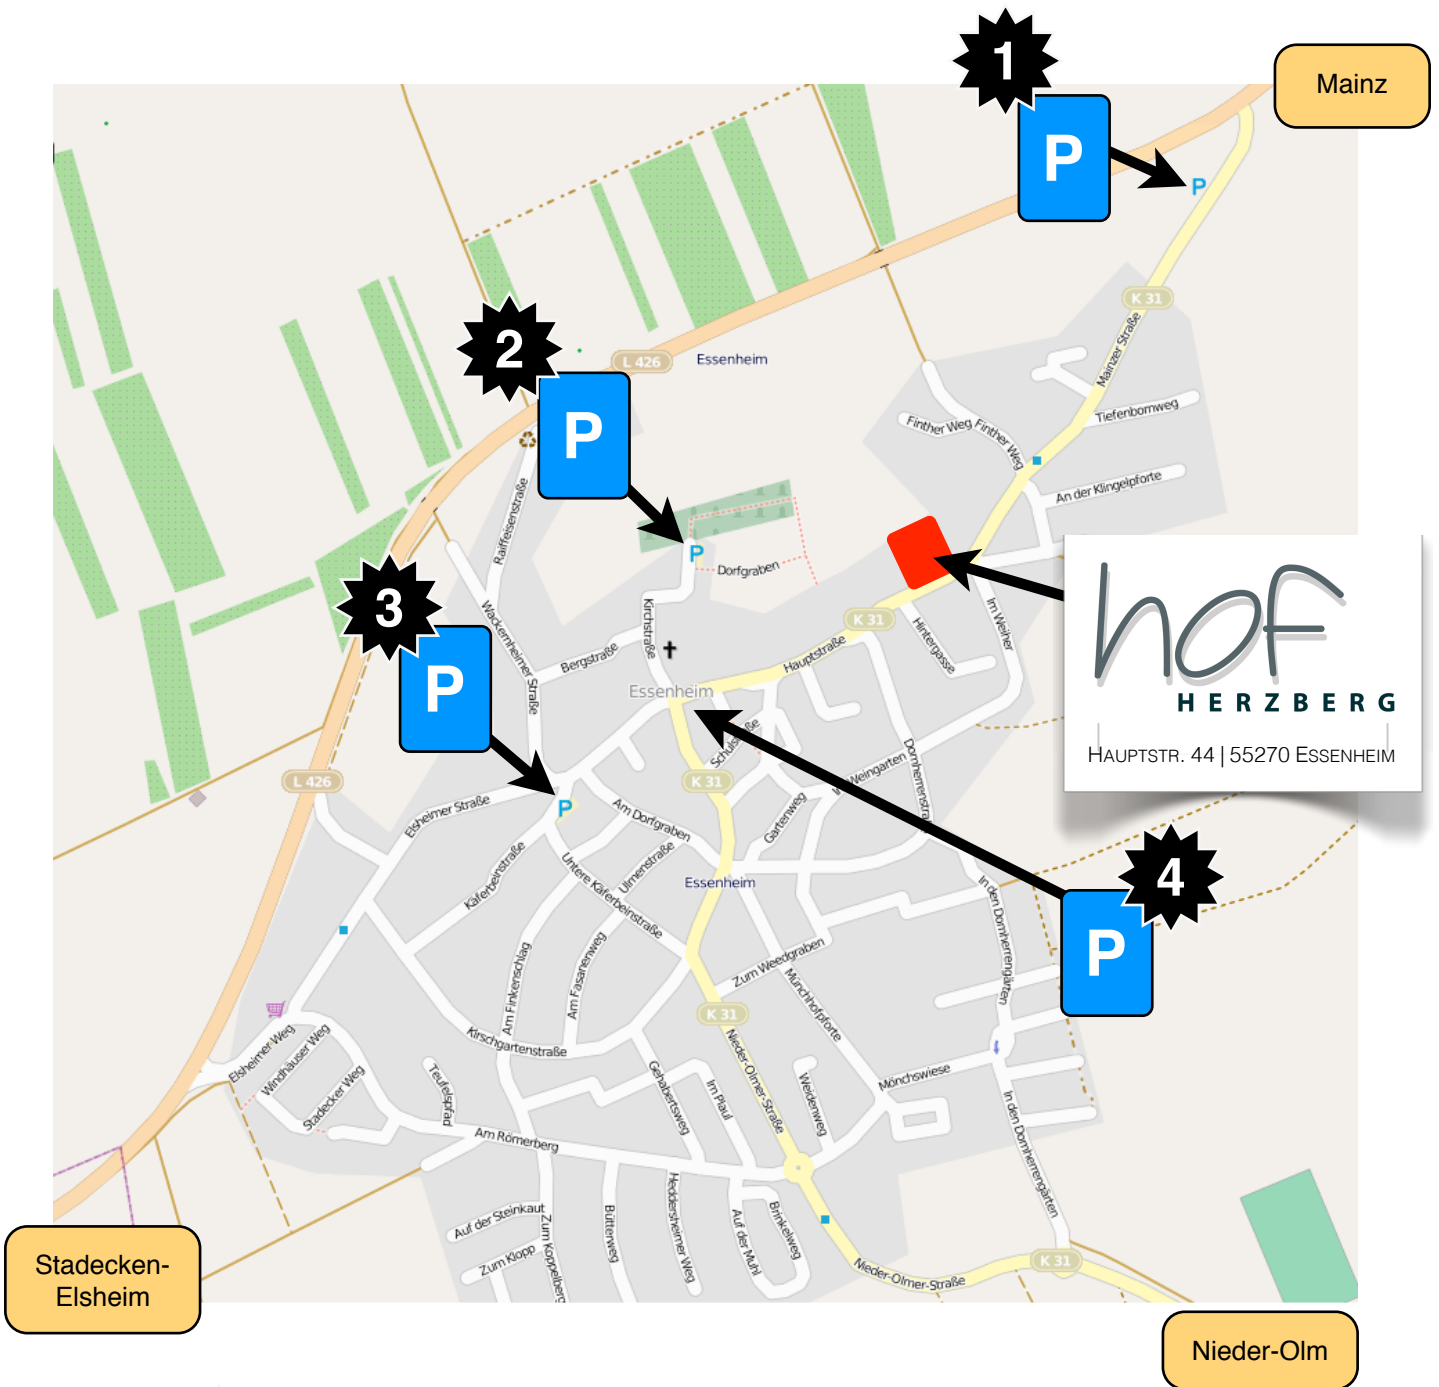 1
Mainz
P
P
K 31
Mainzer Straße
2
L 426
Essenheim
P
Tiefenbornweg
Finther Weg
Finther Weg
An der Klingelpforte
Raiffeisenstraße
P
Dorfgraben
hof
HERZBERG
HAUPTSTR. 44 | 55270 ESSENHEIM
3
P
Wackernheimer Straße
Kirchstraße
Bergstraße
K 31
Hauptstraße
Hintergasse
Im Weiher
Essenheim
Schulstraße
L 426
K 31
Domherrenstraß
Elsheimer Straße
P
Am Dorfgraben
Gartenweg
Käferbeinstraße
Untere Käferbeinstraße
Ulmenstraße
Essenheim
4
P
In den Domherrengärten
Am Finkenschlag
Am Fasanenweg
Zum Weedgraben
Münchhofpforte
K 31
Kirschgartenstraße
Elsheimer Weg
Windhäuser Weg
Stadecker Weg
Teufelspfad
Gehabertsweg
Im Plaul
Nieder-Olmer-Straße
Weidenweg
Mönchswiese
In den Domherrengärten
Am Römerberg
Auf der Steinkaut
Zum Klopp
Zum Koppelberg
Bütterweg
Heddersheimer Weg
Auf der Muhl
Brinkelweg
Nieder-Olmer-Straße
K 31
Stadecken-
Elsheim
Nieder-Olm